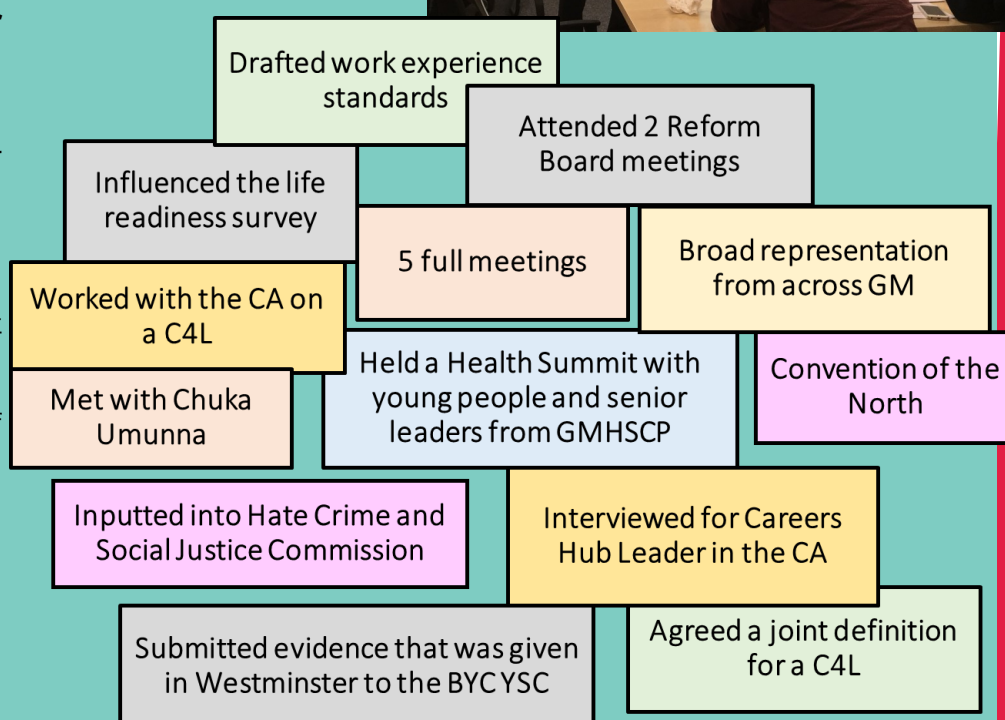 Drafted work experience
standards
Attended 2 Reform
Board meetings
Influenced the life
readiness survey
5 full meetings
Broad representation
from across GM
Worked with the CA on
a C4L
Held a Health Summit with
young people and senior
leaders from GMHSCP
Convention of the
North
Met with Chuka
Umunna
Inputted into Hate Crime and
Social Justice Commission
Interviewed for Careers
Hub Leader in the CA
Submitted evidence that was given
in Westminster to the BYC YSC
Agreed a joint definition
for a C4L